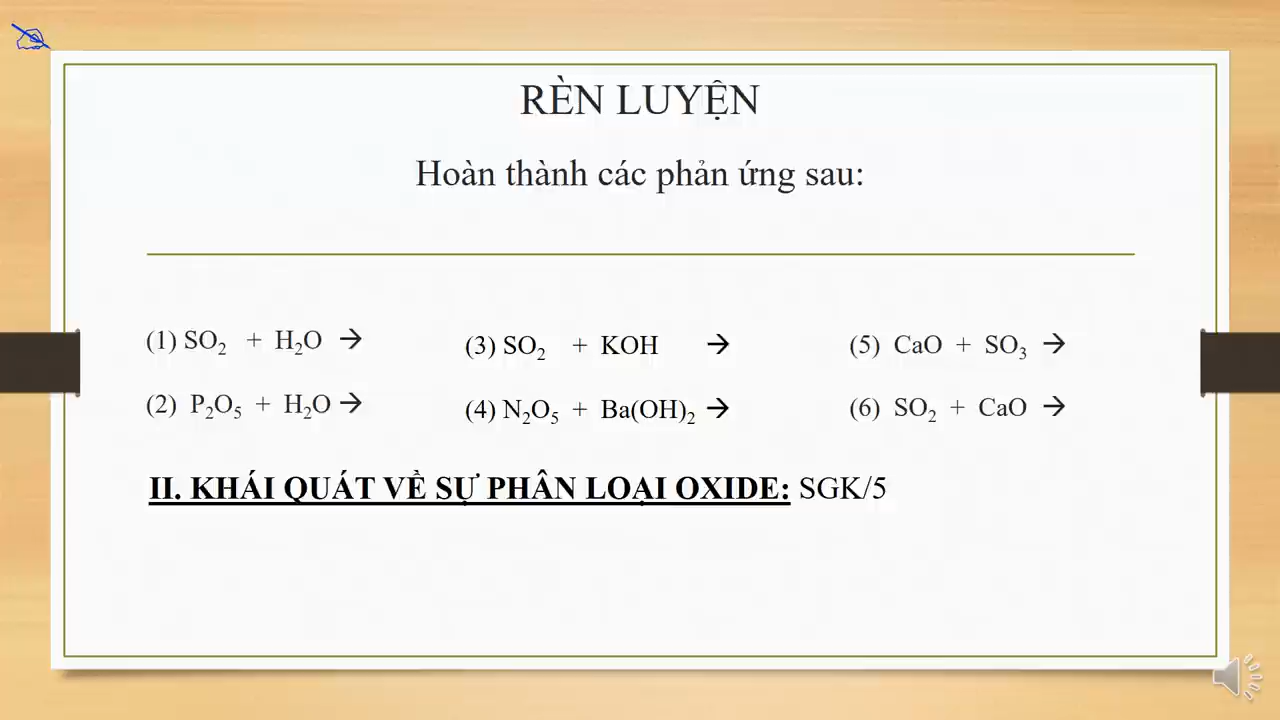 RÈN LUYỆN
Hoàn thành các phản ứng sau:
(1) SO₂ + H₂O →
(2) P₂O₅ + H₂O →
(3) SO₂ + KOH →
(4) N₂O₅ + Ba(OH)₂ →
(5) CaO + SO₃ →
(6) SO₂ + CaO →
II. KHÁI QUÁT VỀ SỰ PHÂN LOẠI OXIDE: SGK/5